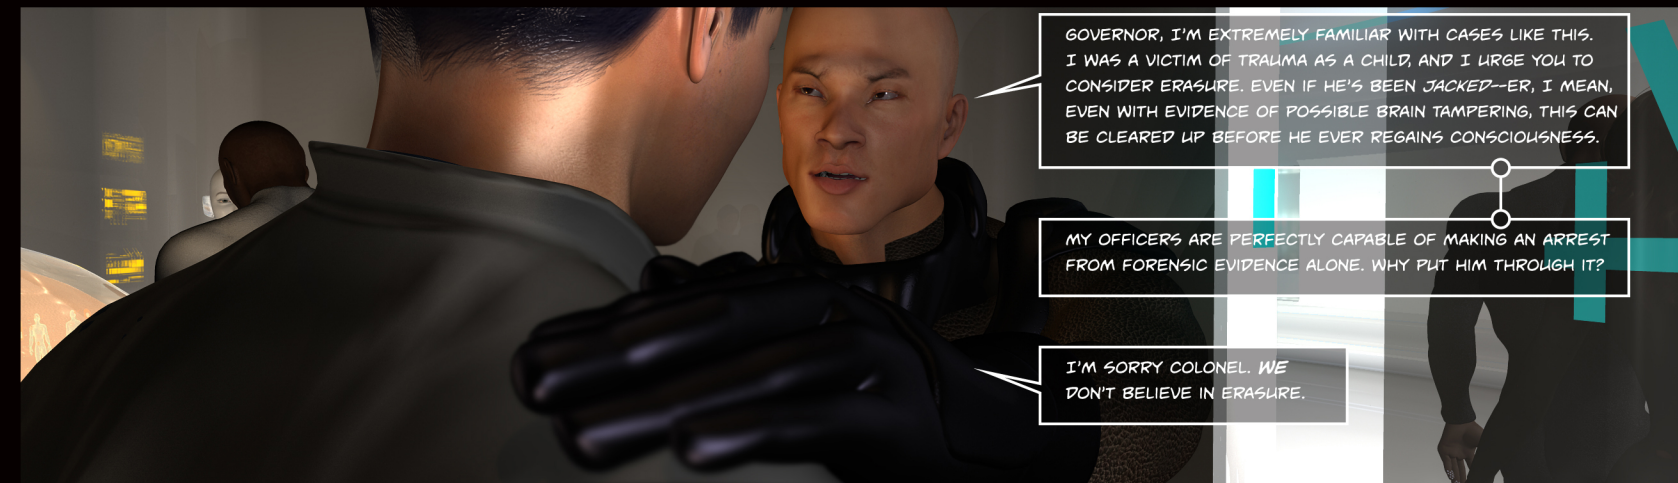 GOVERNOR, I'M EXTREMELY FAMILIAR WITH CASES LIKE THIS.
I WAS A VICTIM OF TRAUMA AS A CHILD, AND I URGE YOU TO
CONSIDER ERASURE. EVEN IF HE'S BEEN JACKED--ER, I MEAN,
EVEN WITH EVIDENCE OF POSSIBLE BRAIN TAMPERING, THIS CAN
BE CLEARED UP BEFORE HE EVER REGAINS CONSCIOUSNESS.
MY OFFICERS ARE PERFECTLY CAPABLE OF MAKING AN ARREST
FROM FORENSIC EVIDENCE ALONE. WHY PUT HIM THROUGH IT?
I'M SORRY COLONEL. WE
DON'T BELIEVE IN ERASURE.